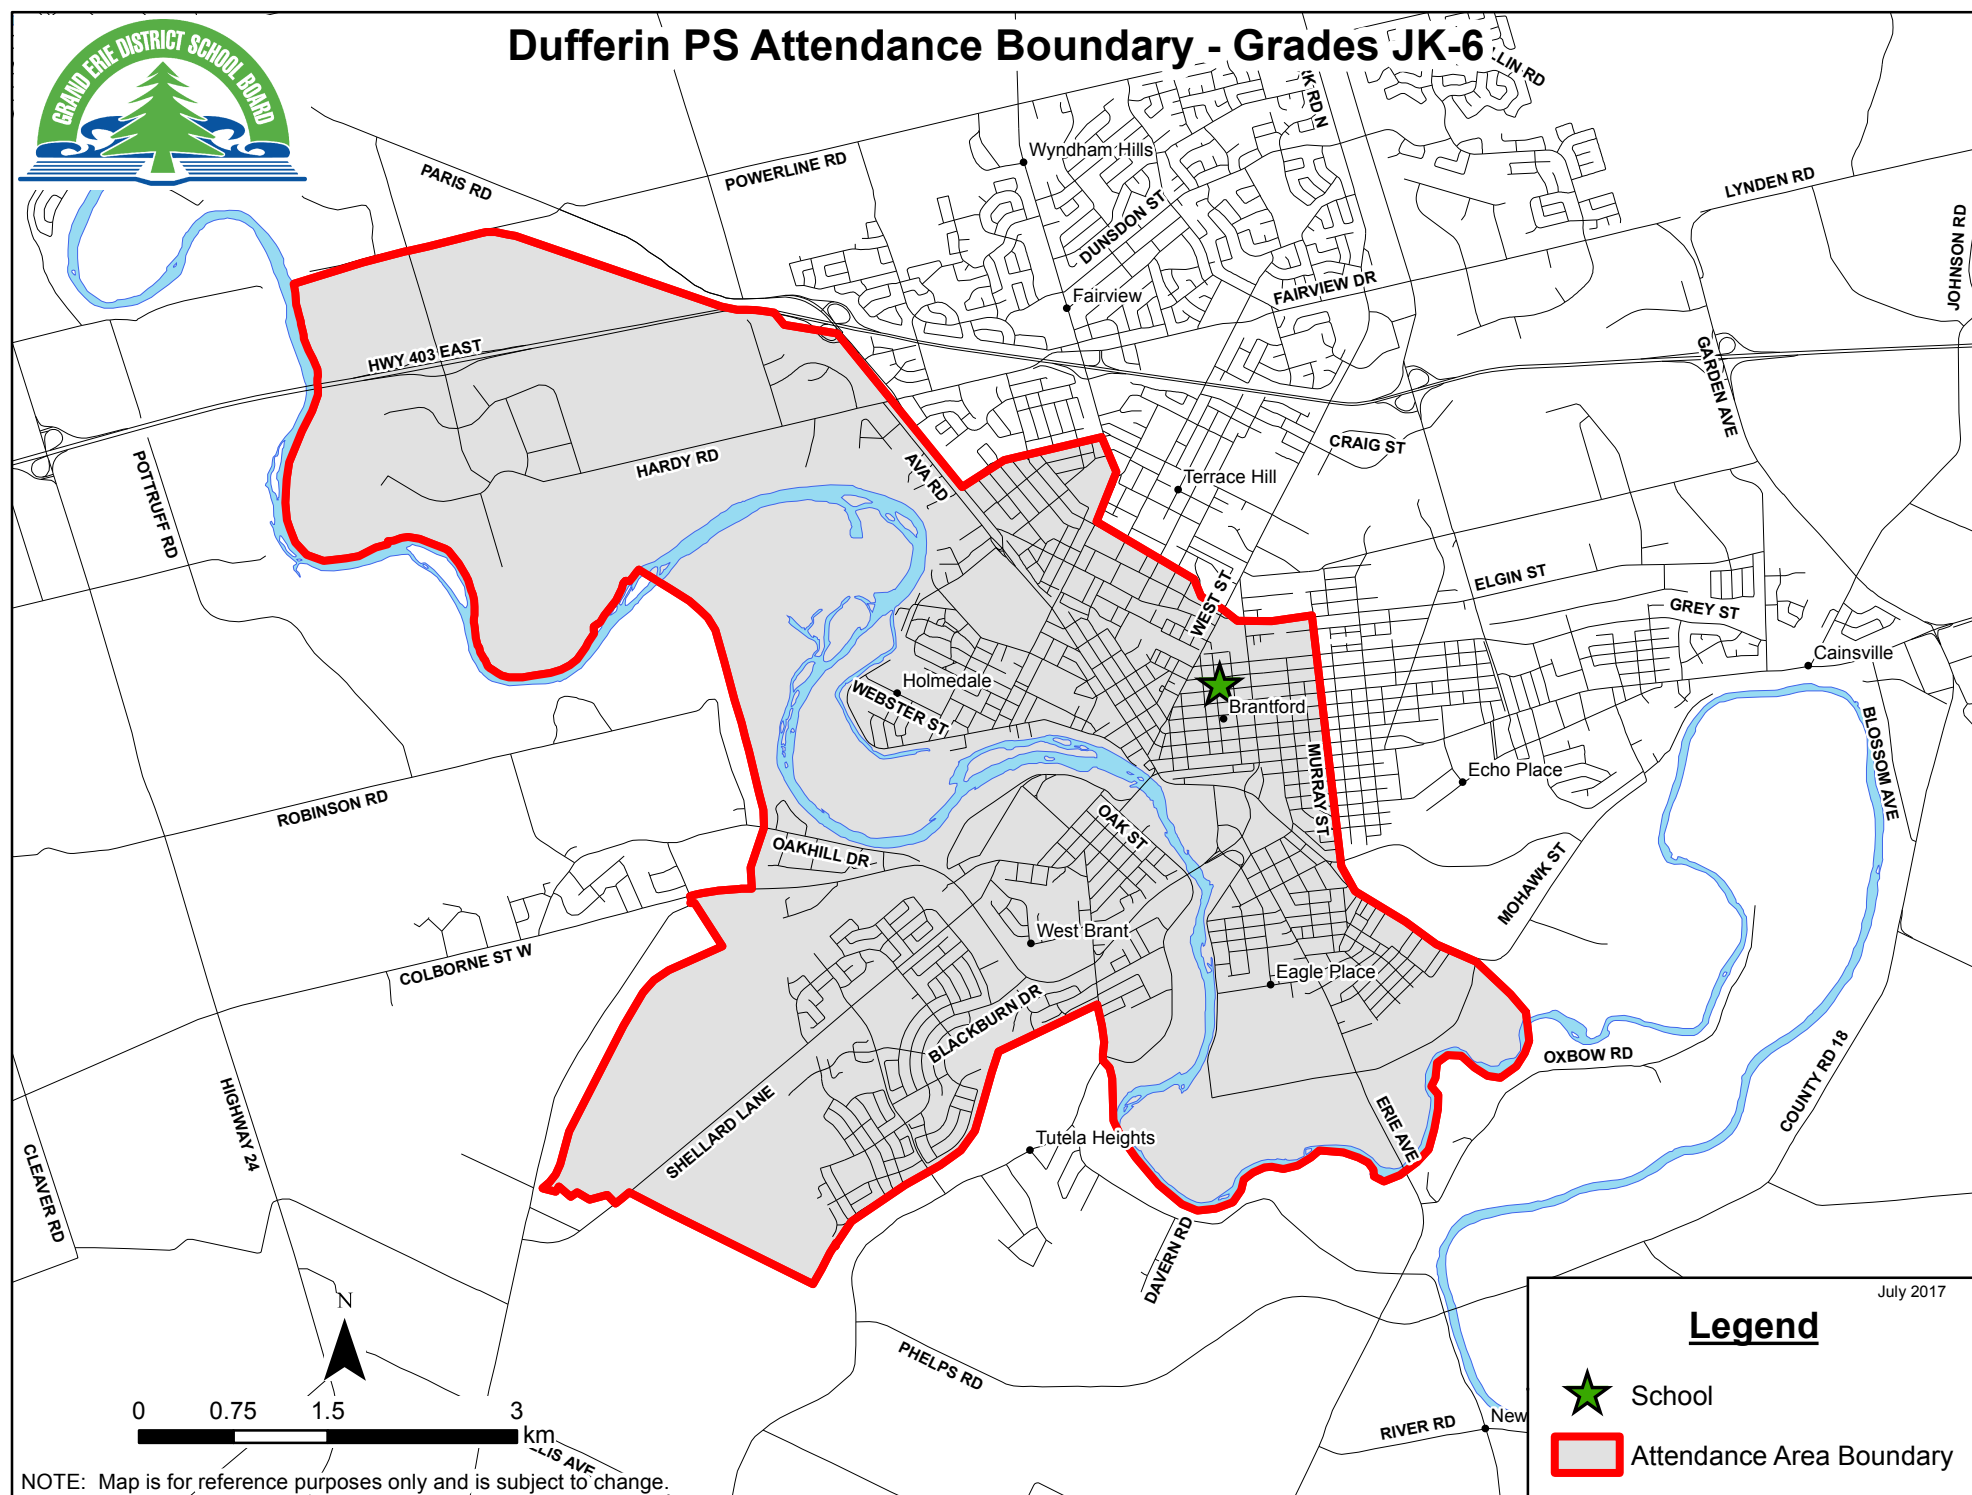 Dufferin PS Attendance Boundary - Grades JK-6
GRAND ERIE DISTRICT SCHOOL BOARD
LIN RD
RK RD N
PARIS RD
POWERLINE RD
Wyndham Hills
LYNDEN RD
DUNSDON ST
JOHNSON RD
Fairview
FAIRVIEW DR
HWY 403 EAST
GARDEN AVE
CRAIG ST
POTTRUFF RD
HARDY RD
AVA RD
Terrace Hill
ELGIN ST
WEST ST
GREY ST
Cainsville
Holmedale
WEBSTER ST
Brantford
BLOSSOM AVE
MURRAY ST
Echo Place
ROBINSON RD
OAK ST
OAKHILL DR
MOHAWK ST
West Brant
COLBORNE ST W
Eagle Place
BLACKBURN DR
OXBOW RD
COUNTY RD 18
HIGHWAY 24
SHELLARD LANE
ERIE AVE
Tutela Heights
CLEAVER RD
DAVERN RD
PHELPS RD
RIVER RD
New
N
0 0.75 1.5 3
km
LLIS AVE
NOTE: Map is for reference purposes only and is subject to change.
July 2017
Legend
School
Attendance Area Boundary